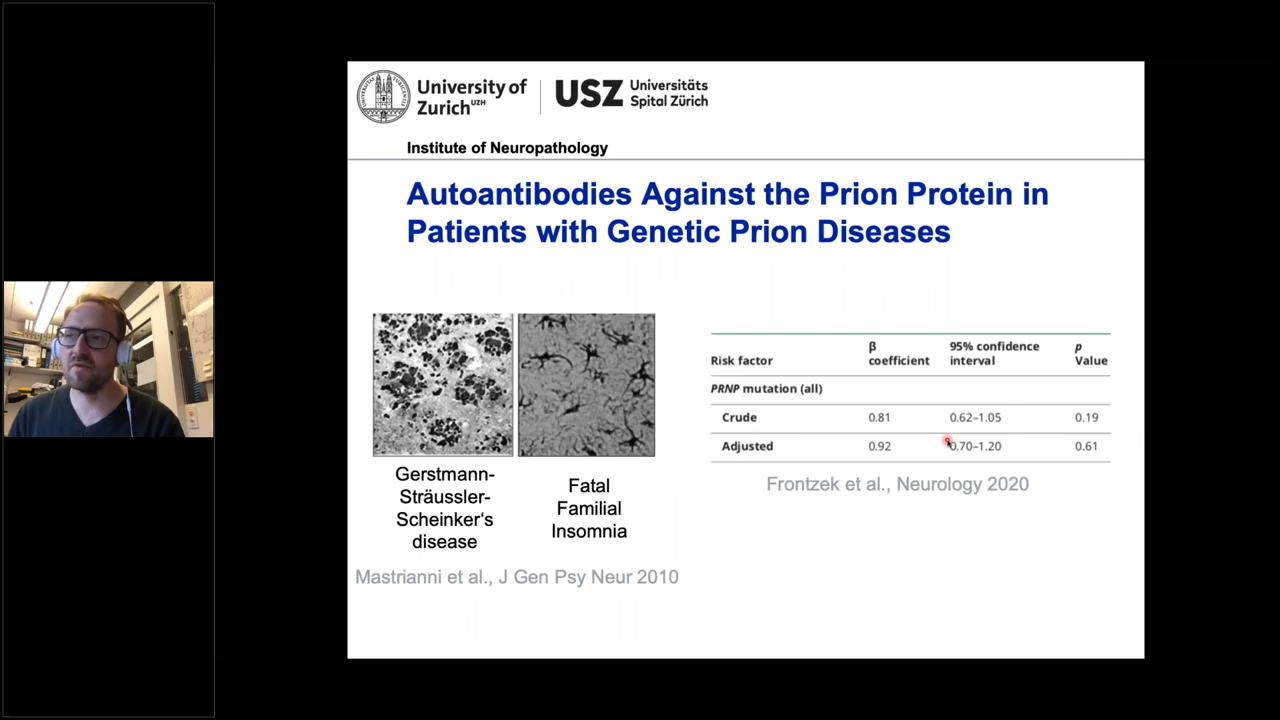 University of
Zurich UZH
USZ Universitäts
Spital Zürich
Institute of Neuropathology
Autoantibodies Against the Prion Protein in
Patients with Genetic Prion Diseases
Gerstmann-
Sträussler-
Scheinker‘s
disease
Fatal
Familial
Insomnia
Mastrianni et al., J Gen Psy Neur 2010
Risk factor β coefficient 95% confidence interval p Value
PRNP mutation (all)
Crude 0.81 0.62–1.05 0.19
Adjusted 0.92 0.70–1.20 0.61
Frontzek et al., Neurology 2020